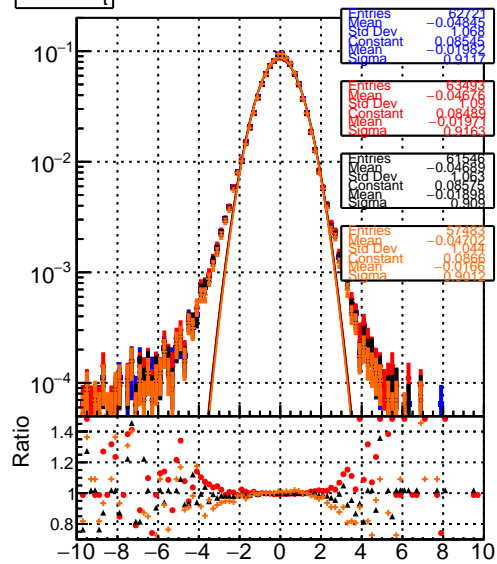 t
Entries 62721
Mean −0.04845
Std Dev 1.068
Constant 0.08545
Mean −0.01982
Sigma 0.9117
Entries 63493
Mean −0.04676
Std Dev 1.09
Constant 0.08489
Mean −0.01971
Sigma 0.9163
Entries 61546
Mean −0.04689
Std Dev 1.063
Constant 0.08575
Mean −0.01898
Sigma 0.909
Entries 57483
Mean −0.04702
Std Dev 1.044
Constant 0.0866
Mean −0.0166
Sigma 0.9012
10⁻¹
10⁻²
10⁻³
10⁻⁴
Ratio
1.4
1.2
1
0.8
−10 −8 −6 −4 −2 0 2 4 6 8 10